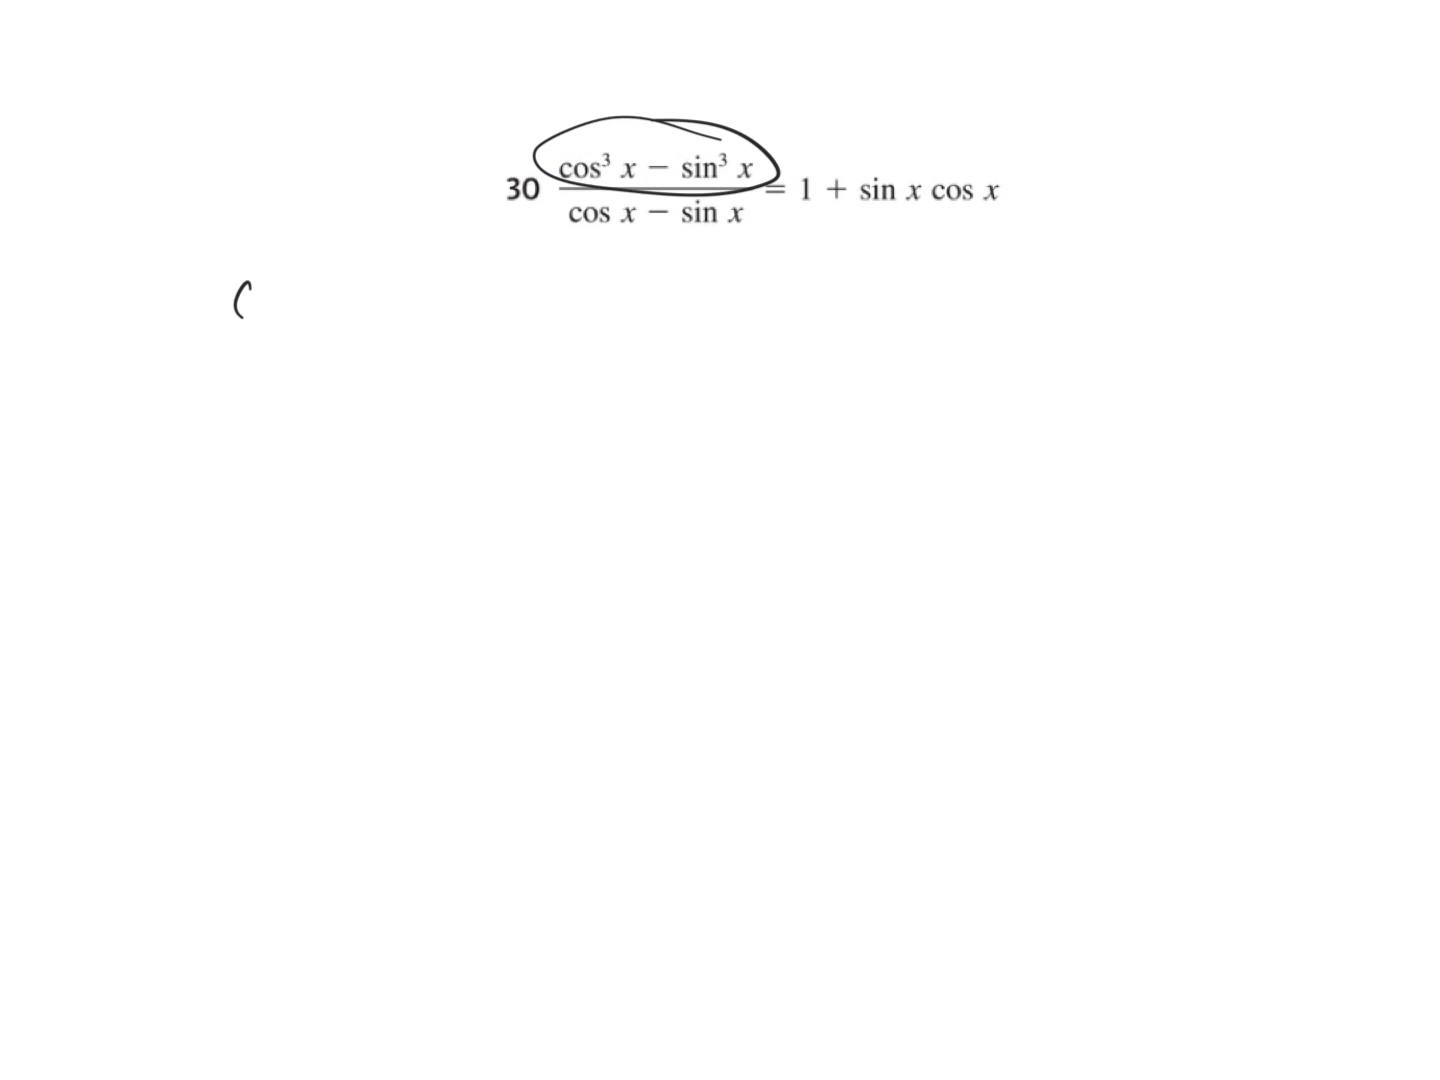 30 cos³ x − sin³ x / cos x − sin x = 1 + sin x cos x
(